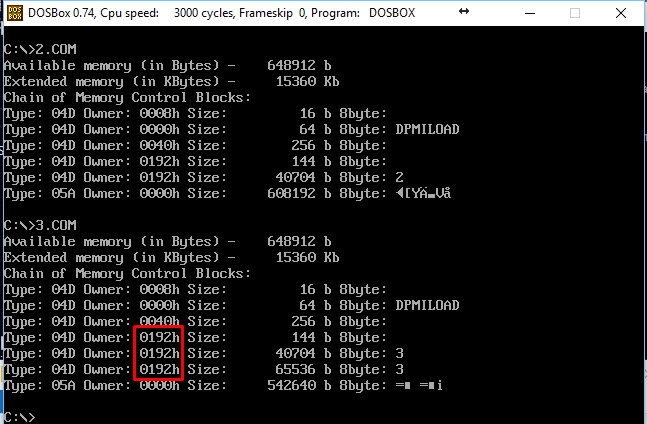 DOS
BOX
DOSBox 0.74, Cpu speed: 3000 cycles, Frameskip 0, Program: DOSBOX
C:\>2.COM
Available memory (in Bytes) - 648912 b
Extended memory (in KBytes) - 15360 Kb
Chain of Memory Control Blocks:
Type: 04D Owner: 0008h Size: 16 b 8byte:
Type: 04D Owner: 0000h Size: 64 b 8byte: DPMILOAD
Type: 04D Owner: 0040h Size: 256 b 8byte:
Type: 04D Owner: 0192h Size: 144 b 8byte:
Type: 04D Owner: 0192h Size: 40704 b 8byte: 2
Type: 05A Owner: 0000h Size: 608192 b 8byte:
C:\>3.COM
Available memory (in Bytes) - 648912 b
Extended memory (in KBytes) - 15360 Kb
Chain of Memory Control Blocks:
Type: 04D Owner: 0008h Size: 16 b 8byte:
Type: 04D Owner: 0000h Size: 64 b 8byte: DPMILOAD
Type: 04D Owner: 0040h Size: 256 b 8byte:
Type: 04D Owner: 0192h Size: 144 b 8byte:
Type: 04D Owner: 0192h Size: 40704 b 8byte: 3
Type: 04D Owner: 0192h Size: 65536 b 8byte: 3
Type: 05A Owner: 0000h Size: 542640 b 8byte:
C:\>